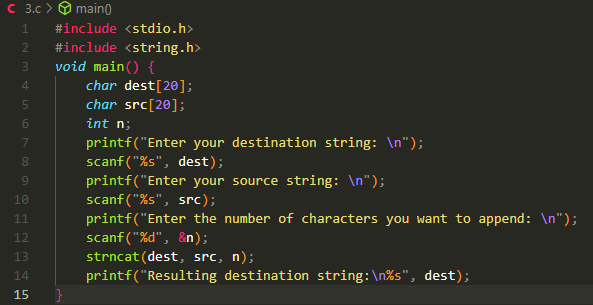 C 3.c > main()
1 #include <stdio.h>
2 #include <string.h>
3 void main() {
4     char dest[20];
5     char src[20];
6     int n;
7     printf("Enter your destination string: \n");
8     scanf("%s", dest);
9     printf("Enter your source string: \n");
10     scanf("%s", src);
11     printf("Enter the number of characters you want to append: \n");
12     scanf("%d", &n);
13     strncat(dest, src, n);
14     printf("Resulting destination string:\n%s", dest);
15 }